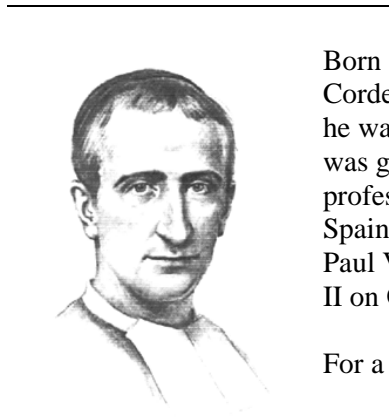 Born
Corde
he wa
was g
profes
Spain
Paul V
II on
For a